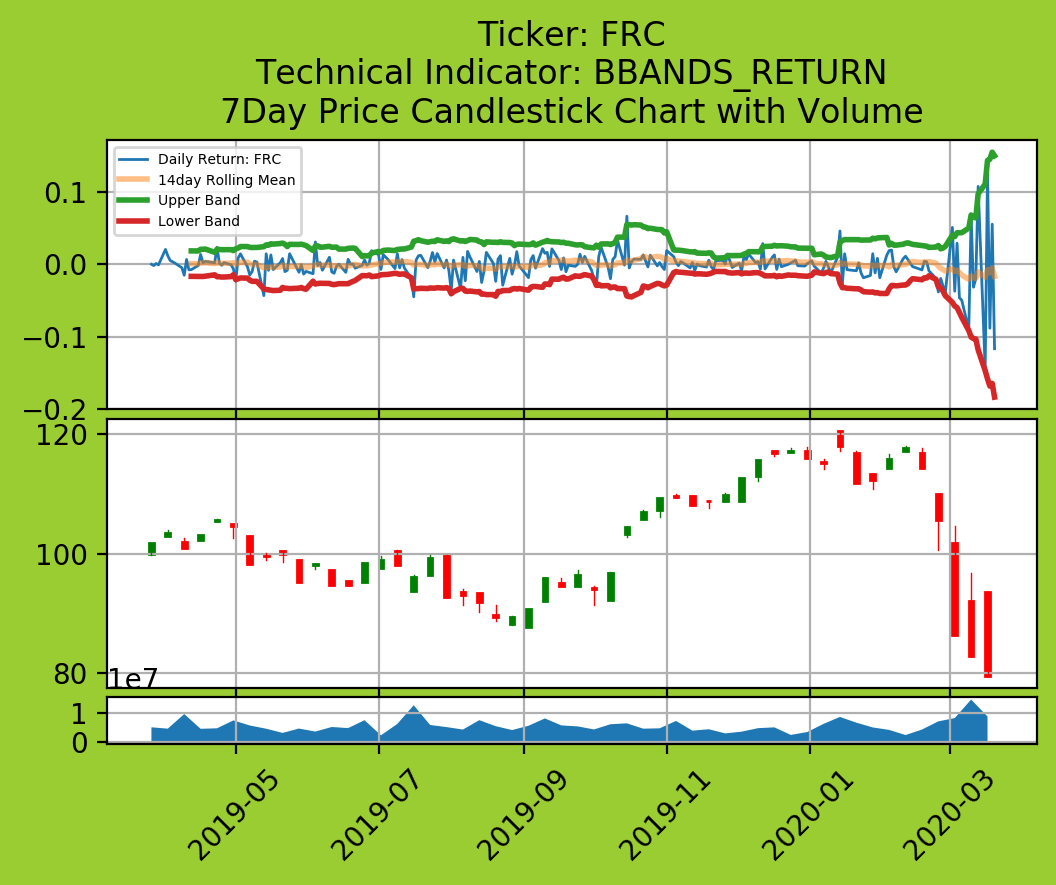 Ticker: FRC
Technical Indicator: BBANDS_RETURN
7Day Price Candlestick Chart with Volume
Daily Return: FRC
14day Rolling Mean
Upper Band
Lower Band
0.1
0.0
−0.1
−0.2
120
100
80
1e7
1
0
2019-05
2019-07
2019-09
2019-11
2020-01
2020-03